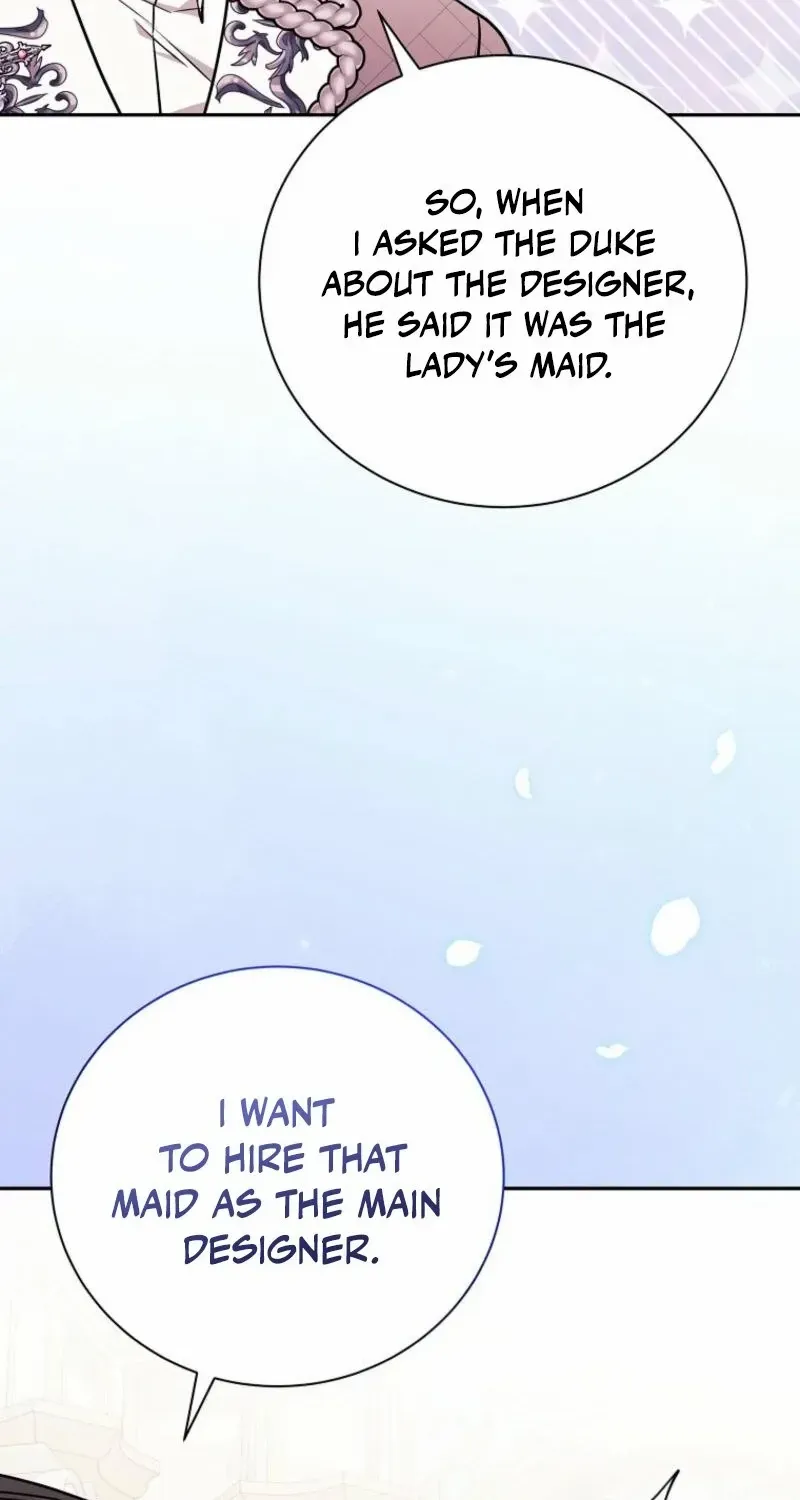 SO, WHEN
I ASKED THE DUKE
ABOUT THE DESIGNER,
HE SAID IT WAS THE
LADY'S MAID.
I WANT
TO HIRE THAT
MAID AS THE MAIN
DESIGNER.